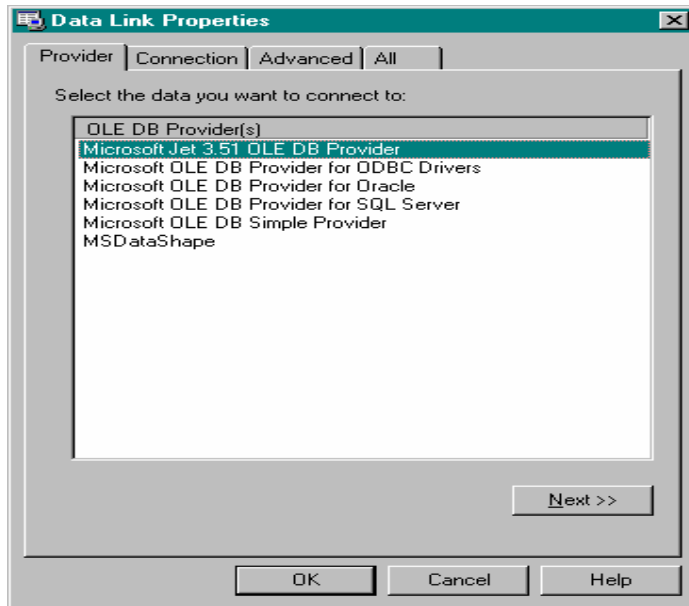 Data Link Properties
Provider Connection Advanced All
Select the data you want to connect to:
OLE DB Provider(s)
Microsoft Jet 3.51 OLE DB Provider
Microsoft OLE DB Provider for ODBC Drivers
Microsoft OLE DB Provider for Oracle
Microsoft OLE DB Provider for SQL Server
Microsoft OLE DB Simple Provider
MSDataShape
Next >>
OK Cancel Help